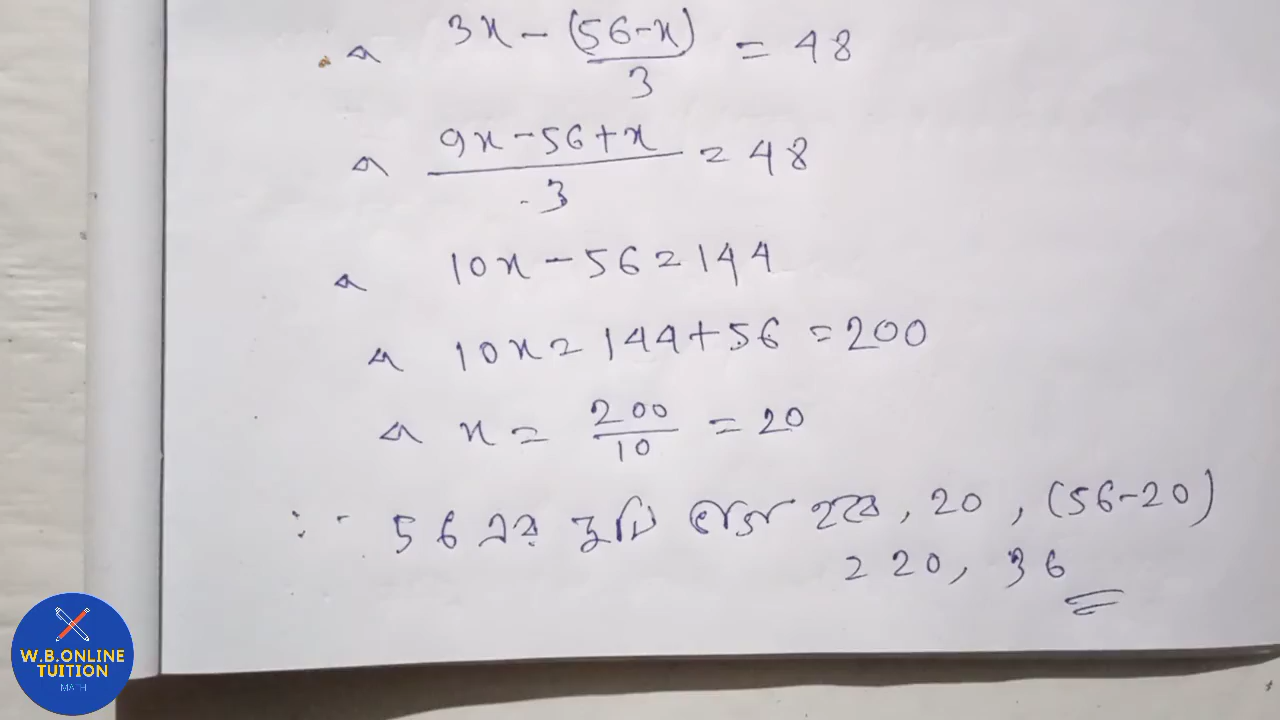 বা 3x - (56-x)/3 = 48
বা (9x - 56 + x)/3 = 48
বা 10x - 56 = 144
বা 10x = 144 + 56 = 200
বা x = 200/10 = 20
∴ 56 এর দুটি হবে, 20, (56-20)
= 20, 36
W.B.ONLINE
TUITION
MATH